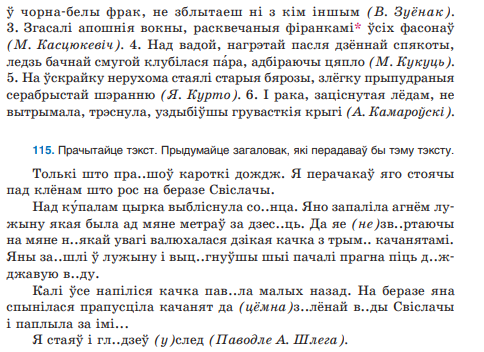 ў чорна-белы фрак, не зблытаеш ні з кім іншым (В. Зуёнак).
3. Згасалі апошнія вокны, расквечаныя фіранкамі* ўсіх фасонаў
(М. Касцюкевіч). 4. Над вадой, нагрэтай пасля дзённай спякоты,
ледзь бачнай смугой клубілася па́ра, адбіраючы цяпло (М. Кукуць).
5. На ўскрайку нерухома стаялі старыя бярозы, злёгку прыпудраныя
серабрыстай шэранню (Я. Курто). 6. І рака, заціснутая лёдам, не
вытрымала, трэснула, уздыбіўшы грувасткія крыгі (А. Камароўскі).
115. Прачытайце тэкст. Прыдумайце загаловак, які перадаваў бы тэму тэксту.
Толькі што пра..шоў кароткі дождж. Я перачакаў яго стоячы
пад клёнам што рос на беразе Свіслачы.
Над ку́палам цырка выбліснула со..нца. Яно запаліла агнём лу-
жыну якая была ад мяне метраў за дзес..ць. Да яе (не)зв..ртаючы
на мяне н..якай увагі валюхалася дзікая качка з трым.. качанятамі.
Яны за..шлі ў лужыну і выц..гнуўшы шыі пачалі прагна піць д..ж-
джавую в..ду.
Калі ўсе напіліся качка пав..ла малых назад. На беразе яна
спынілася прапусціла качанят да (цёмна)з..лёнай в..ды Свіслачы
і паплыла за імі...
Я стаяў і гл..дзеў (у)след (Паводле А. Шлега).